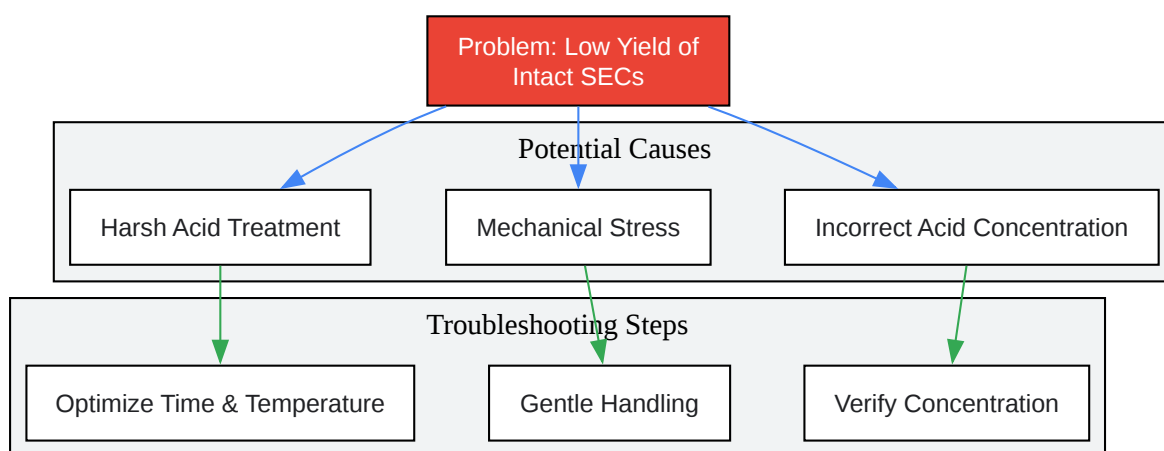 Problem: Low Yield of
Intact SECs
Potential Causes
Harsh Acid Treatment
Mechanical Stress
Incorrect Acid Concentration
Troubleshooting Steps
Optimize Time & Temperature
Gentle Handling
Verify Concentration